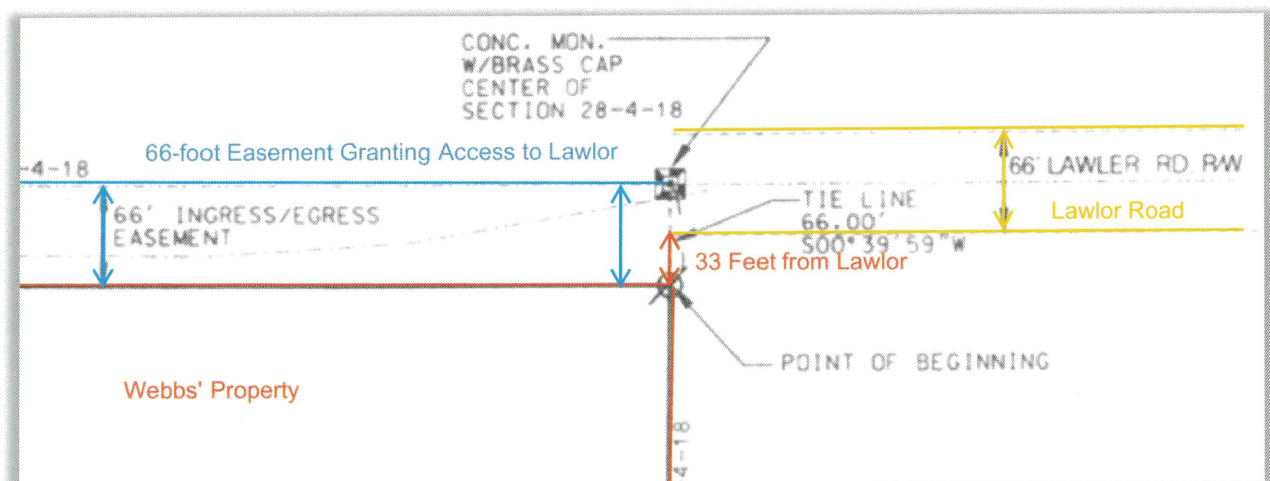 CONC. MON.
W/BRASS CAP
CENTER OF
SECTION 28-4-18
66-foot Easement Granting Access to Lawlor
-4-18
66' INGRESS/EGRESS
EASEMENT
66' LAWLER RD. R/W
TIE LINE
66.00'
S00°39'59"W
Lawlor Road
33 Feet from Lawlor
POINT OF BEGINNING
Webbs' Property
4-18